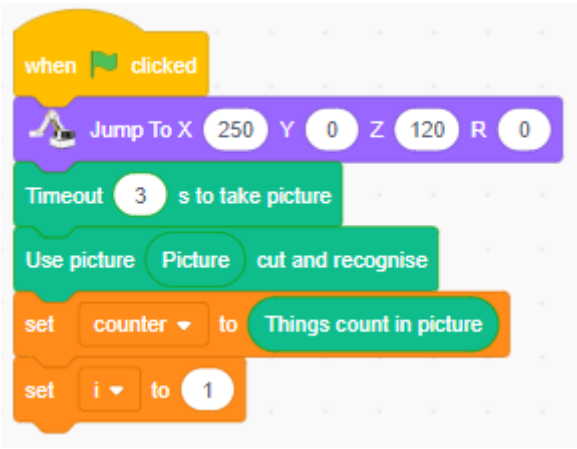 when clicked
Jump To X 250 Y 0 Z 120 R 0
Timeout 3 s to take picture
Use picture Picture cut and recognise
set counter to Things count in picture
set i to 1